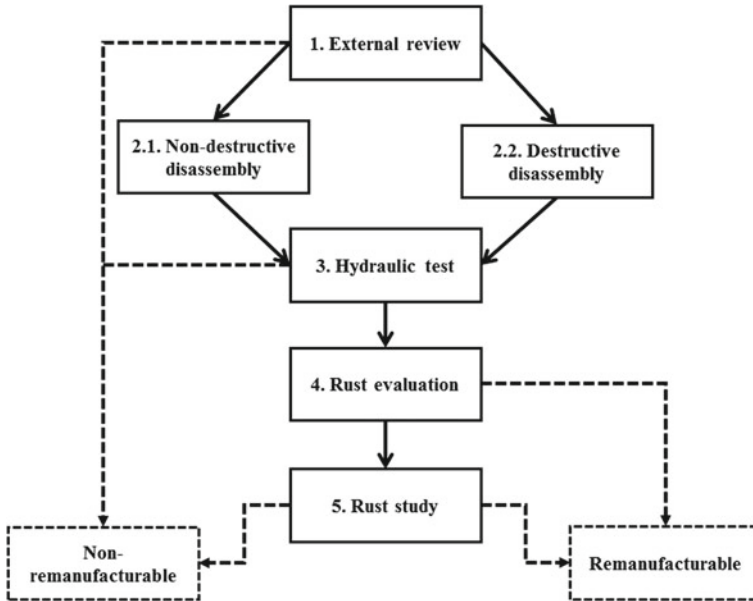 1. External review
2.1. Non-destructive
disassembly
2.2. Destructive
disassembly
3. Hydraulic test
4. Rust evaluation
5. Rust study
Non-
remanufacturable
Remanufacturable